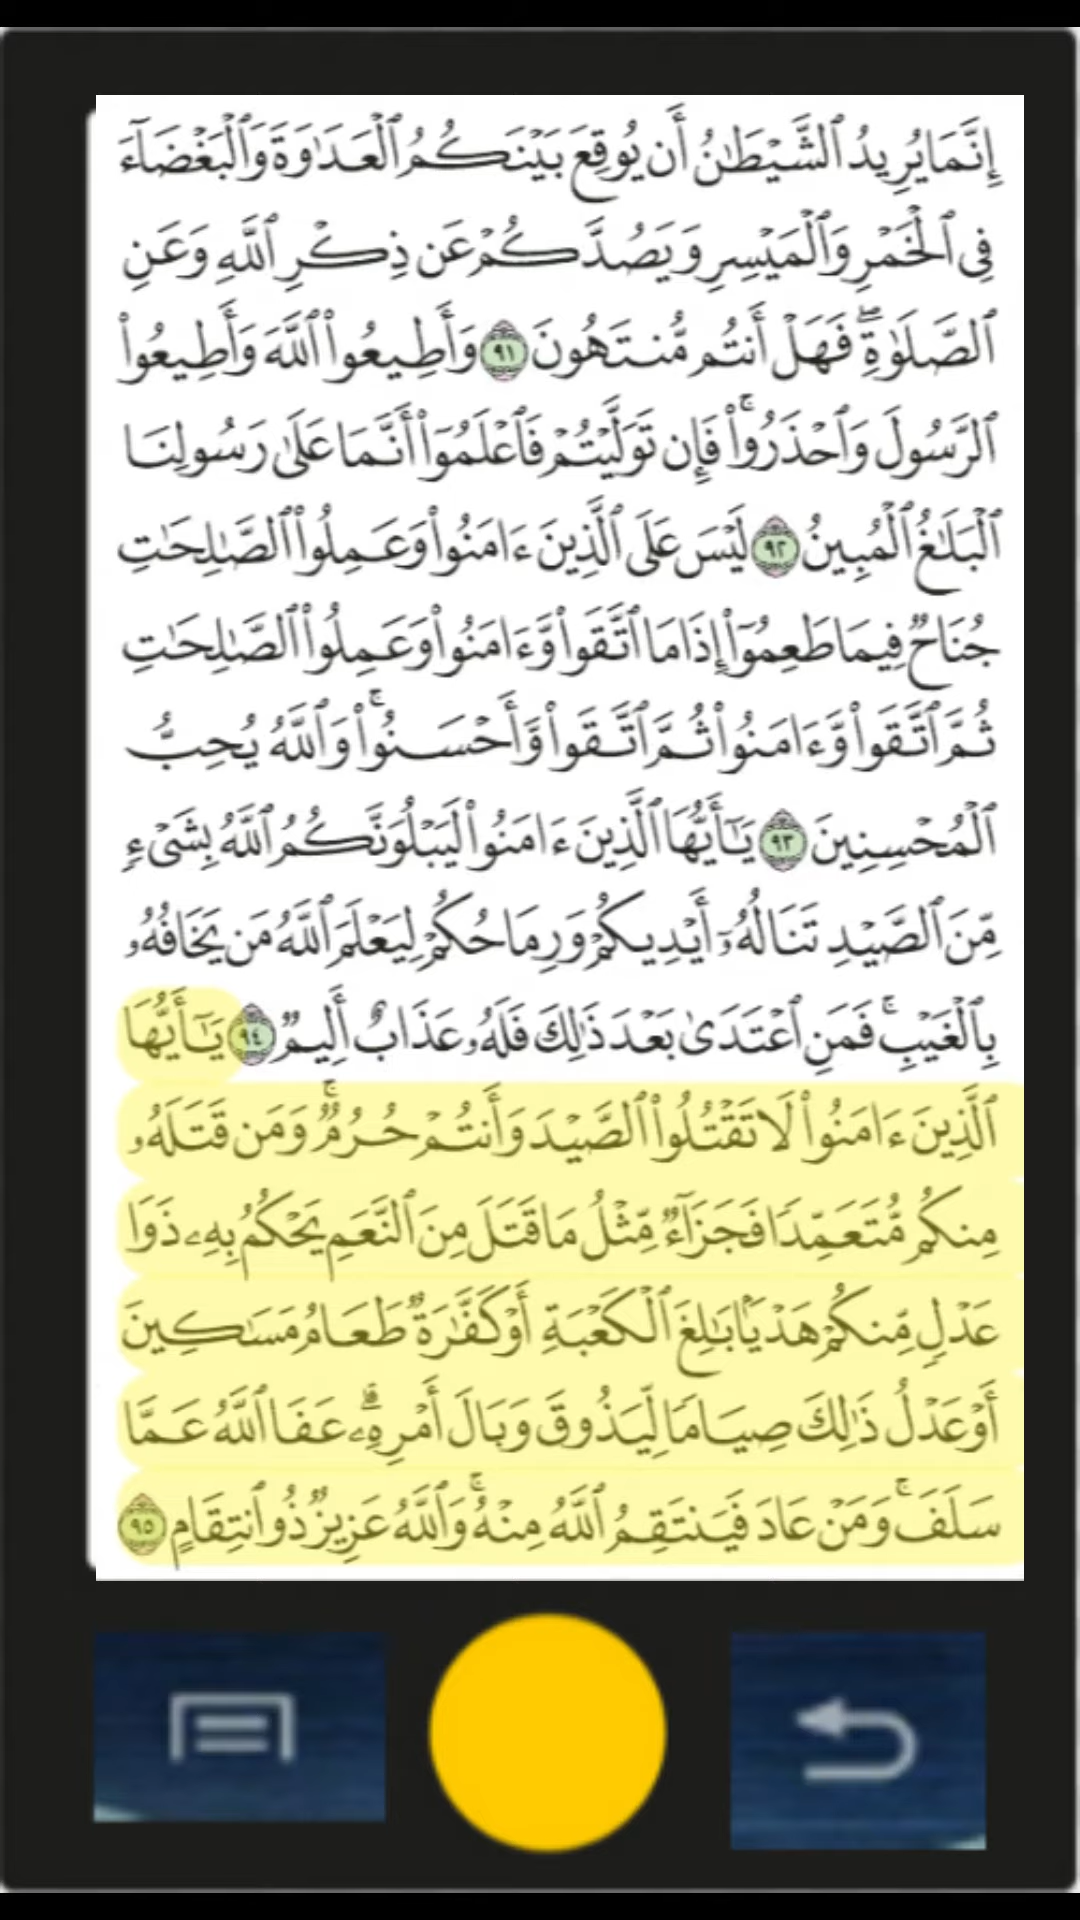 إِنَّمَا يُرِيدُ ٱلشَّيْطَٰنُ أَن يُوقِعَ بَيْنَكُمُ ٱلْعَدَٰوَةَ وَٱلْبَغْضَآءَ
فِى ٱلْخَمْرِ وَٱلْمَيْسِرِ وَيَصُدَّكُمْ عَن ذِكْرِ ٱللَّهِ وَعَنِ
ٱلصَّلَوٰةِ ۖ فَهَلْ أَنتُم مُّنتَهُونَ ٩١ وَأَطِيعُوا۟ ٱللَّهَ وَأَطِيعُوا۟
ٱلرَّسُولَ وَٱحْذَرُوا۟ ۚ فَإِن تَوَلَّيْتُمْ فَٱعْلَمُوٓا۟ أَنَّمَا عَلَىٰ رَسُولِنَا
ٱلْبَلَٰغُ ٱلْمُبِينُ ٩٢ لَيْسَ عَلَى ٱلَّذِينَ ءَامَنُوا۟ وَعَمِلُوا۟ ٱلصَّٰلِحَٰتِ
جُنَاحٌ فِيمَا طَعِمُوٓا۟ إِذَا مَا ٱتَّقَوا۟ وَّءَامَنُوا۟ وَعَمِلُوا۟ ٱلصَّٰلِحَٰتِ
ثُمَّ ٱتَّقَوا۟ وَّءَامَنُوا۟ ثُمَّ ٱتَّقَوا۟ وَّأَحْسَنُوا۟ ۚ وَٱللَّهُ يُحِبُّ
ٱلْمُحْسِنِينَ ٩٣ يَٰٓأَيُّهَا ٱلَّذِينَ ءَامَنُوا۟ لَيَبْلُوَنَّكُمُ ٱللَّهُ بِشَىْءٍ
مِّنَ ٱلصَّيْدِ تَنَالُهُۥٓ أَيْدِيكُمْ وَرِمَاحُكُمْ لِيَعْلَمَ ٱللَّهُ مَن يَخَافُهُۥ
بِٱلْغَيْبِ ۚ فَمَنِ ٱعْتَدَىٰ بَعْدَ ذَٰلِكَ فَلَهُۥ عَذَابٌ أَلِيمٌ ٩٤ يَٰٓأَيُّهَا
ٱلَّذِينَ ءَامَنُوا۟ لَا تَقْتُلُوا۟ ٱلصَّيْدَ وَأَنتُمْ حُرُمٌ ۚ وَمَن قَتَلَهُۥ
مِنكُم مُّتَعَمِّدًا فَجَزَآءٌ مِّثْلُ مَا قَتَلَ مِنَ ٱلنَّعَمِ يَحْكُمُ بِهِۦ ذَوَا
عَدْلٍ مِّنكُمْ هَدْيًۢا بَٰلِغَ ٱلْكَعْبَةِ أَوْ كَفَّٰرَةٌ طَعَامُ مَسَٰكِينَ
أَوْ عَدْلُ ذَٰلِكَ صِيَامًا لِّيَذُوقَ وَبَالَ أَمْرِهِۦ ۗ عَفَا ٱللَّهُ عَمَّا
سَلَفَ ۚ وَمَنْ عَادَ فَيَنتَقِمُ ٱللَّهُ مِنْهُ ۗ وَٱللَّهُ عَزِيزٌ ذُو ٱنتِقَامٍ ٩٥